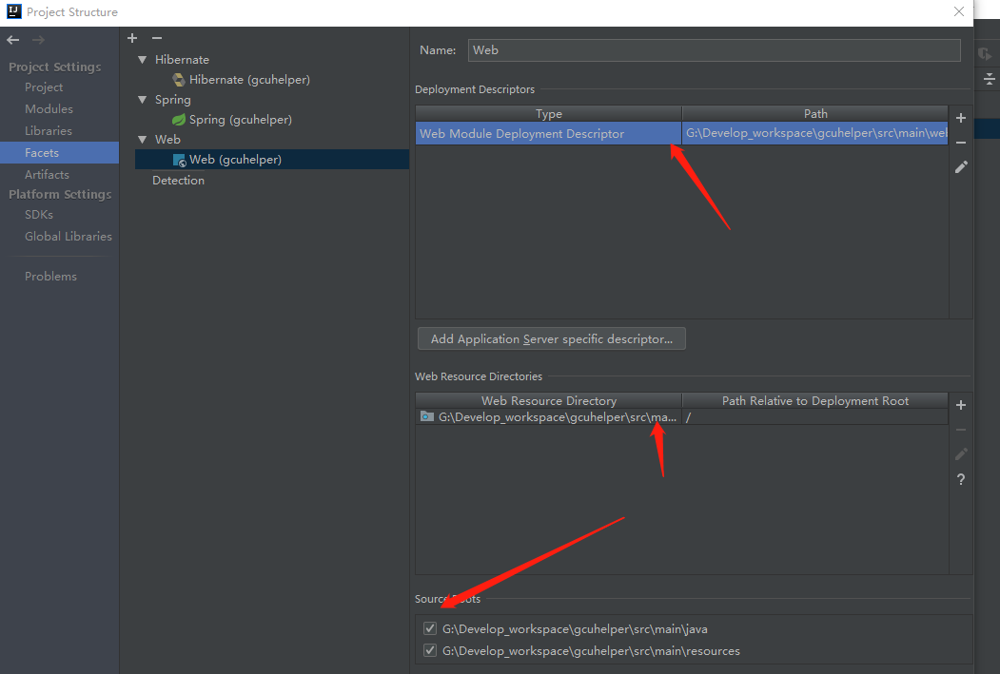 Project Structure
Project Settings
Project
Modules
Libraries
Facets
Artifacts
Platform Settings
SDKs
Global Libraries
Problems
Hibernate
Hibernate (gcuhelper)
Spring
Spring (gcuhelper)
Web
Web (gcuhelper)
Detection
Name: Web
Deployment Descriptors
Type Path
Web Module Deployment Descriptor G:\Develop_workspace\gcuhelper\src\main\wel
Add Application Server specific descriptor...
Web Resource Directories
Web Resource Directory Path Relative to Deployment Root
G:\Develop_workspace\gcuhelper\src\ma... /
Source Roots
G:\Develop_workspace\gcuhelper\src\main\java
G:\Develop_workspace\gcuhelper\src\main\resources